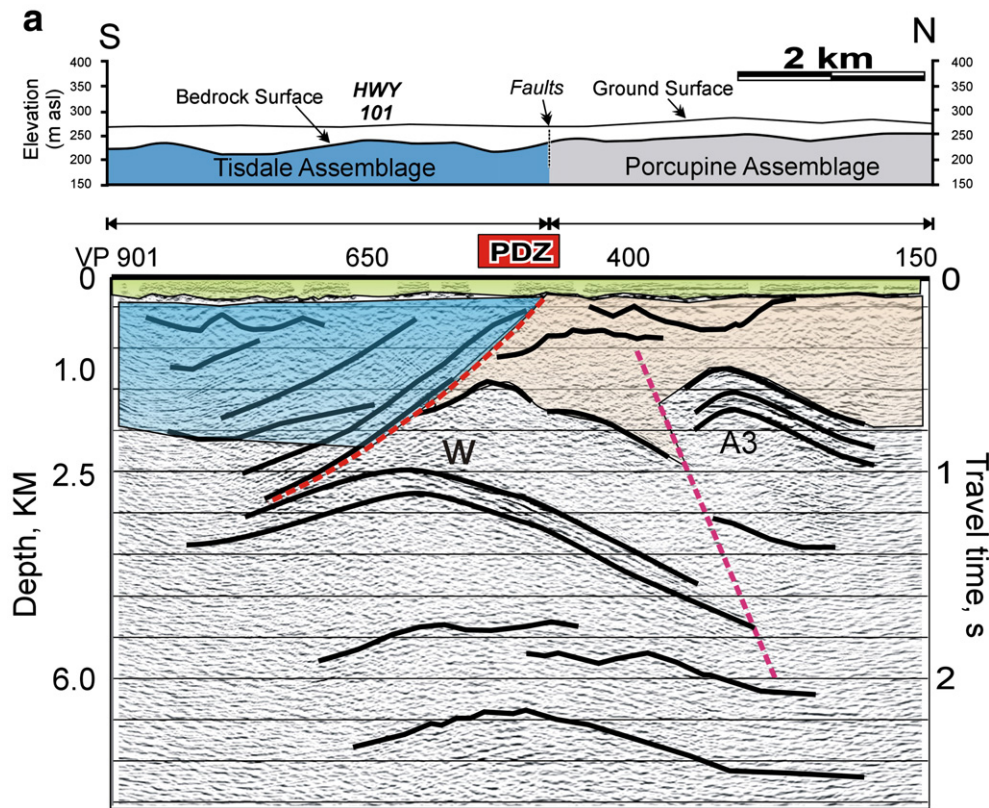 a
S
N
2 km
400
350
300
250
200
150
Elevation
(m asl)
Bedrock Surface
HWY
101
Faults
Ground Surface
400
350
300
250
200
150
Tisdale Assemblage
Porcupine Assemblage
VP 901
650
PDZ
400
150
0
0
1.0
W
A3
2.5
1
6.0
2
Depth, KM
Travel time, s